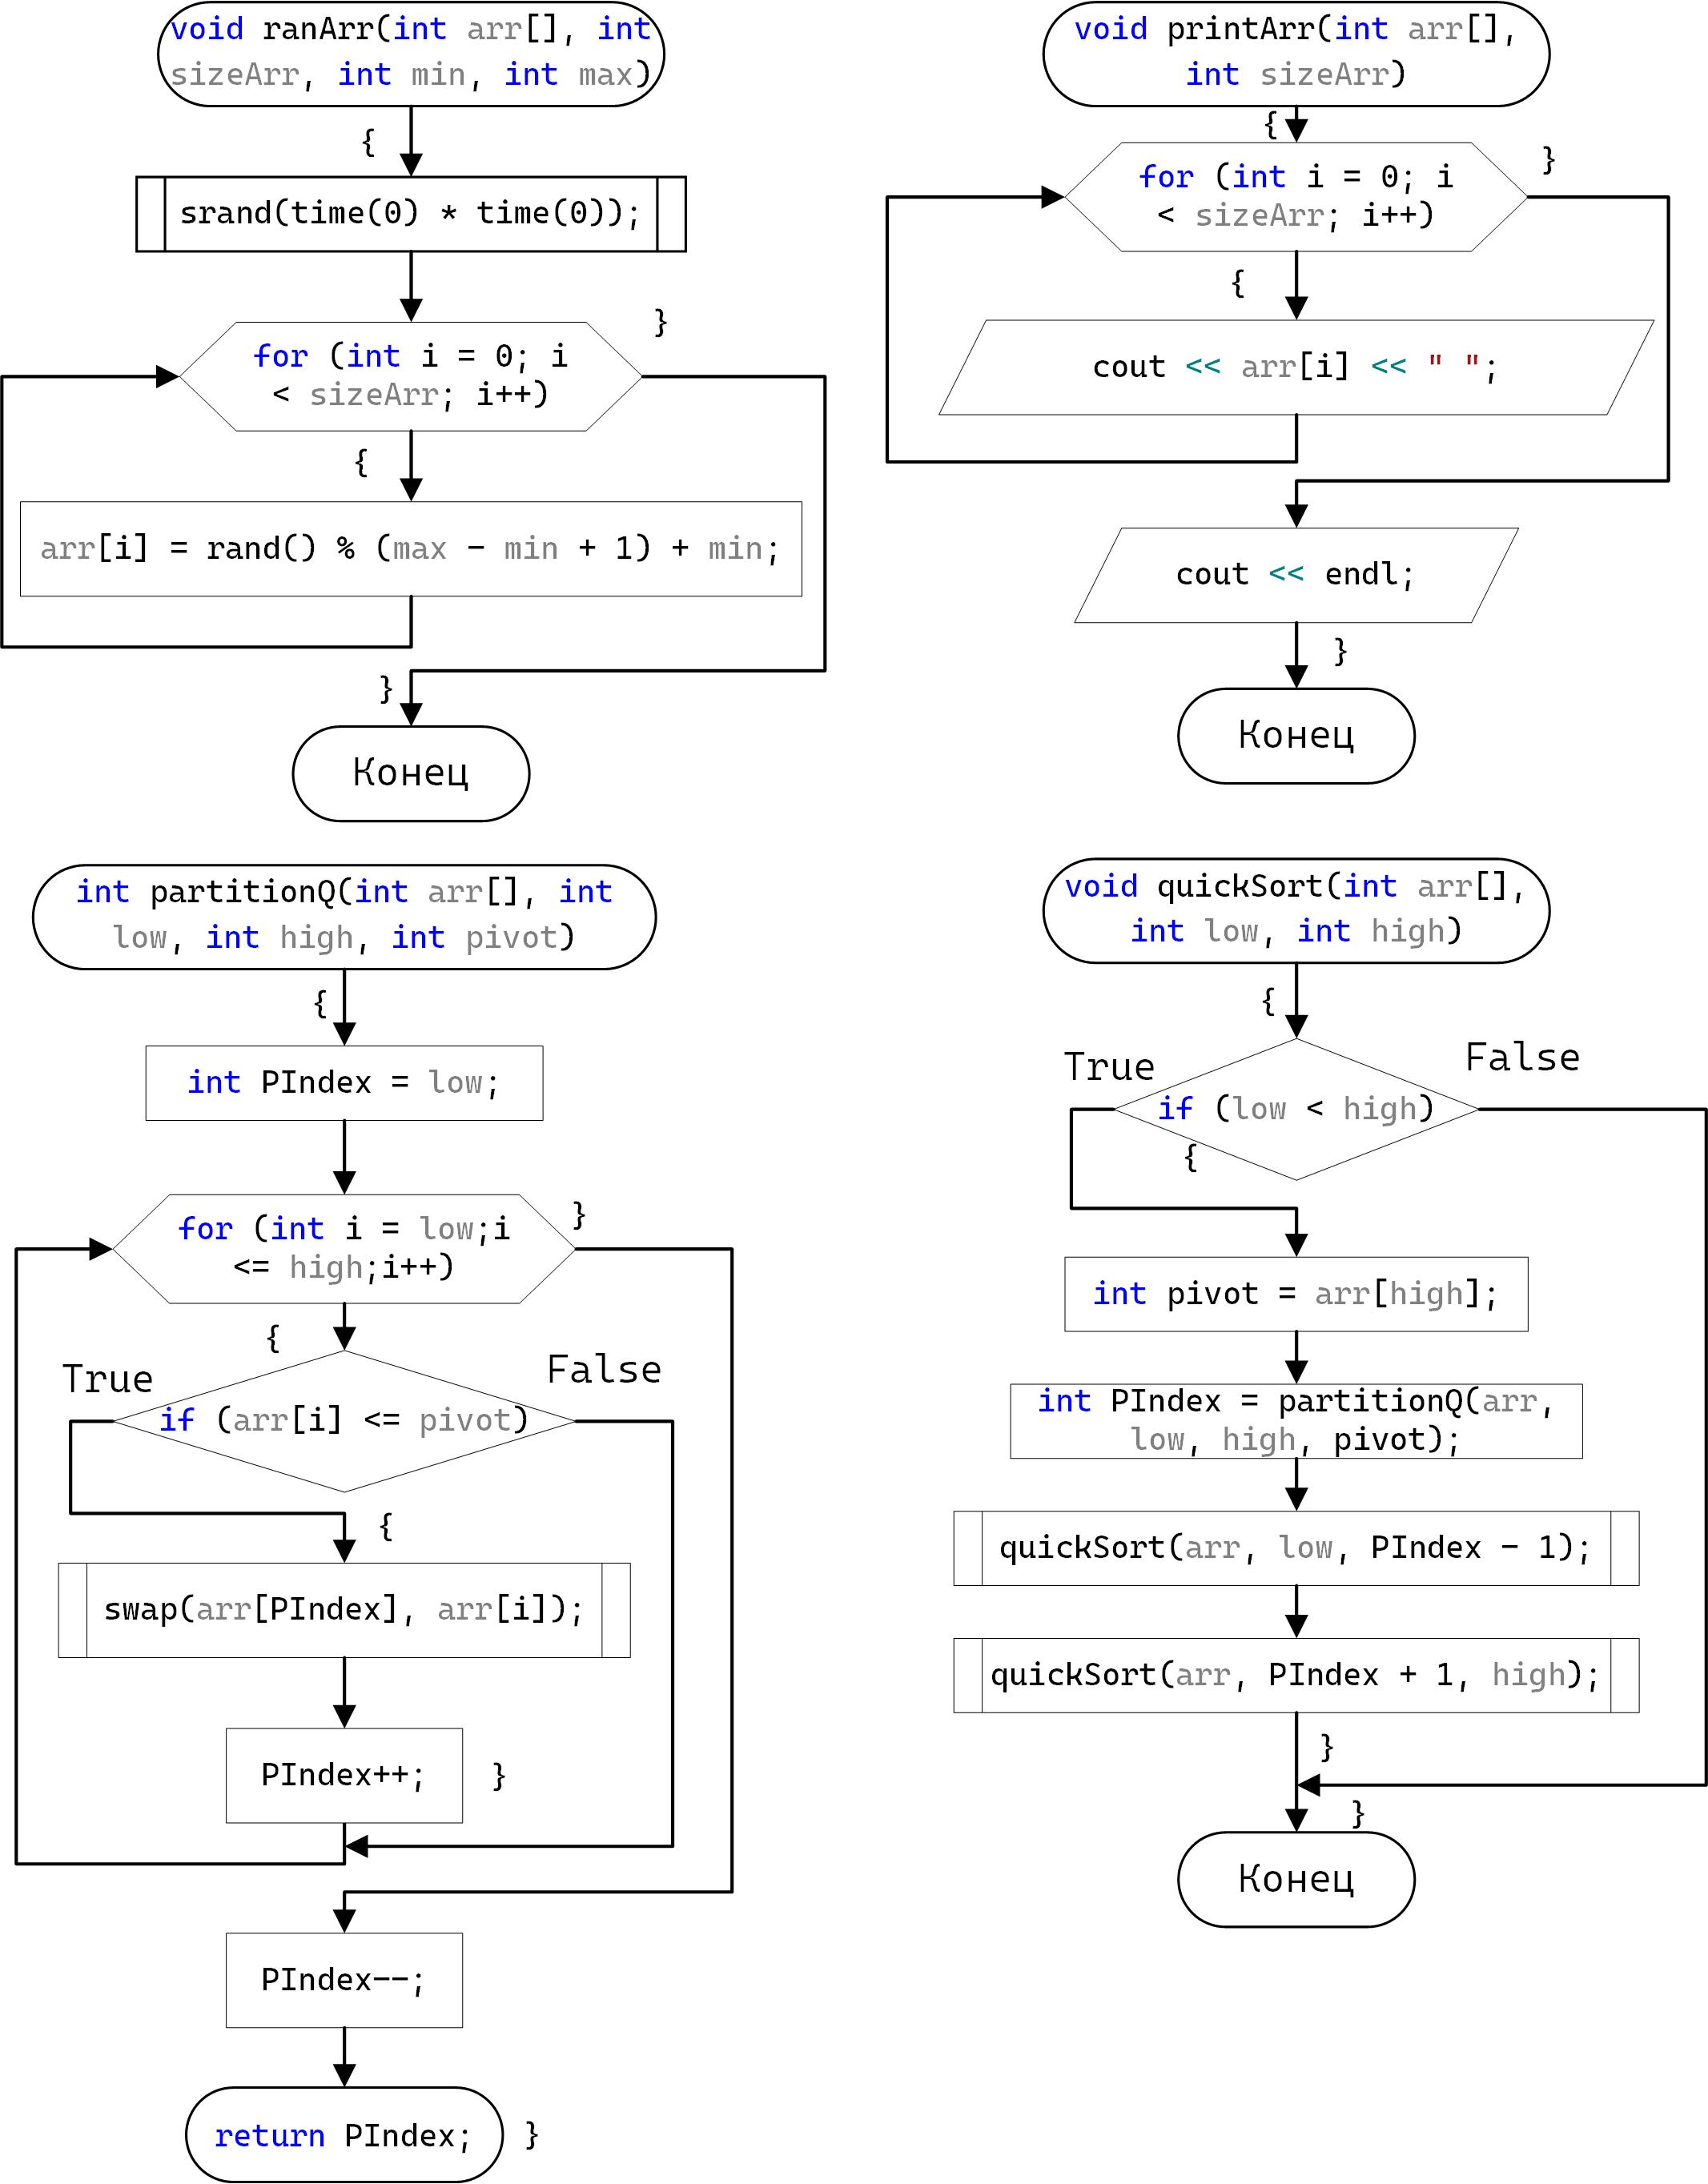 void ranArr(int arr[], int
sizeArr, int min, int max)
{
srand(time(0) * time(0));
}
for (int i = 0; i
< sizeArr; i++)
{
arr[i] = rand() % (max - min + 1) + min;
}
Конец
void printArr(int arr[],
int sizeArr)
{
}
for (int i = 0; i
< sizeArr; i++)
{
cout << arr[i] << " ";
cout << endl;
}
Конец
int partitionQ(int arr[], int
low, int high, int pivot)
{
int PIndex = low;
}
for (int i = low;i
<= high;i++)
{
True
False
if (arr[i] <= pivot)
{
swap(arr[PIndex], arr[i]);
PIndex++;
}
PIndex--;
return PIndex;
}
void quickSort(int arr[],
int low, int high)
{
True
False
if (low < high)
{
int pivot = arr[high];
int PIndex = partitionQ(arr,
low, high, pivot);
quickSort(arr, low, PIndex - 1);
quickSort(arr, PIndex + 1, high);
}
}
Конец